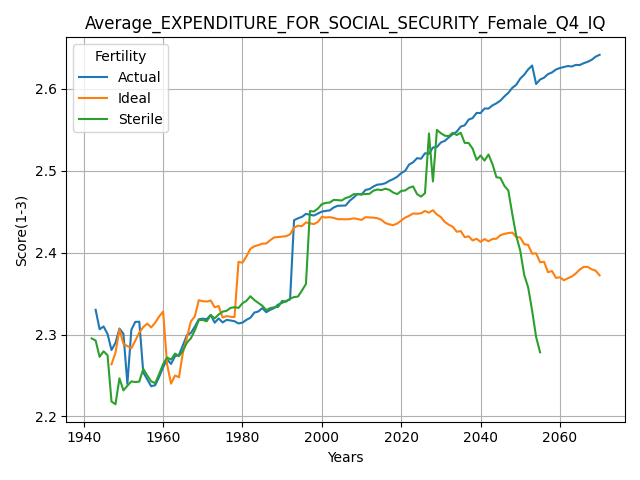 Average_EXPENDITURE_FOR_SOCIAL_SECURITY_Female_Q4_IQ
Fertility
Actual
Ideal
Sterile
Score(1-3)
2.6
2.5
2.4
2.3
2.2
1940 1960 1980 2000 2020 2040 2060
Years